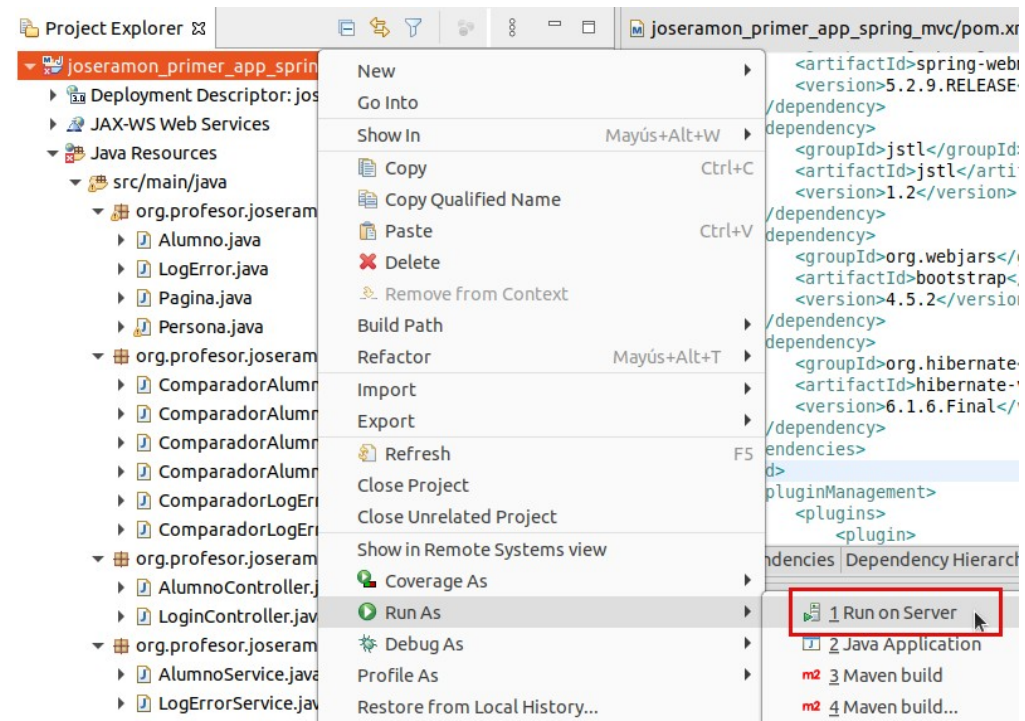 Project Explorer
joseramon_primer_app_sprin
Deployment Descriptor: jos
JAX-WS Web Services
Java Resources
src/main/java
org.profesor.joseram
Alumno.java
LogError.java
Pagina.java
Persona.java
org.profesor.joseram
ComparadorAlumn
ComparadorAlumn
ComparadorAlumn
ComparadorAlumn
ComparadorLogErr
ComparadorLogErr
org.profesor.joseram
AlumnoController.j
LoginController.jav
org.profesor.joseram
AlumnoService.java
LogErrorService.jav
New
Go Into
Show In Mayús+Alt+W
Copy Ctrl+C
Copy Qualified Name
Paste Ctrl+V
Delete
Remove from Context
Build Path
Refactor Mayús+Alt+T
Import
Export
Refresh F5
Close Project
Close Unrelated Project
Show in Remote Systems view
Coverage As
Run As
Debug As
Profile As
Restore from Local History...
1 Run on Server
2 Java Application
m2 3 Maven build
m2 4 Maven build...
joseramon_primer_app_spring_mvc/pom.xm
<artifactId>spring-webm
<version>5.2.9.RELEASE<
/dependency>
dependency>
<groupId>jstl</groupId>
<artifactId>jstl</arti
<version>1.2</version>
/dependency>
dependency>
<groupId>org.webjars</
<artifactId>bootstrap</
<version>4.5.2</version
/dependency>
dependency>
<groupId>org.hibernate
<artifactId>hibernate-v
<version>6.1.6.Final</
/dependency>
endencies>
d>
pluginManagement>
<plugins>
<plugin>
ndencies Dependency Hierarch